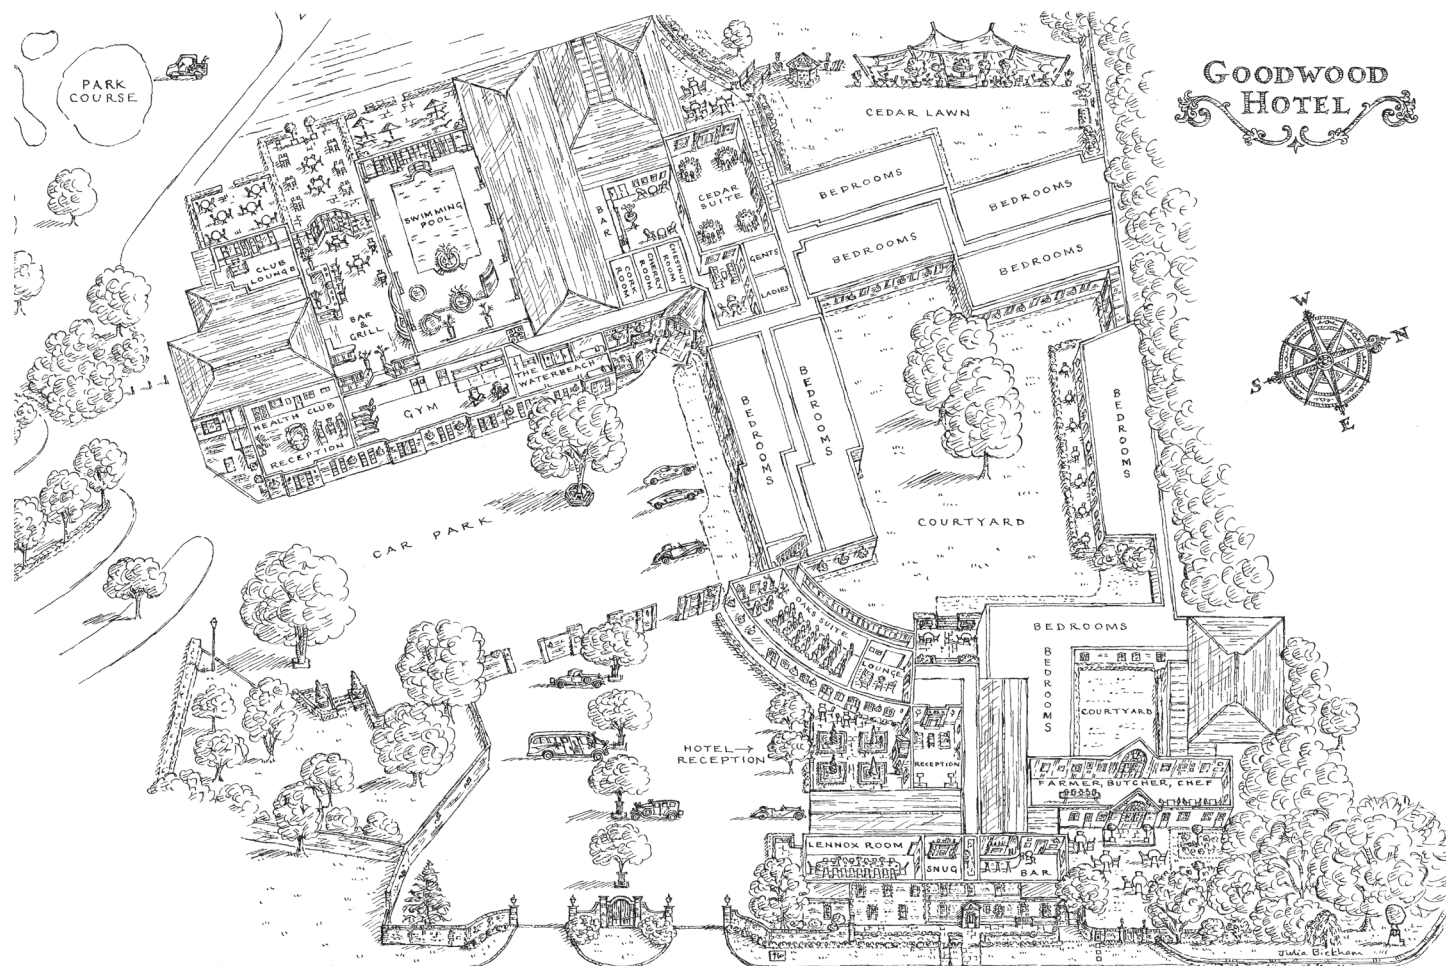 PARK
COURSE
GOODWOOD
HOTEL
CEDAR LAWN
BEDROOMS
BEDROOMS
BEDROOMS
BEDROOMS
CEDAR
SUITE
SWIMMING
POOL
BAR
CLUB
LOUNGE
GENTS
LADIES
CORK
ROOM
CHERRY
ROOM
CHESTNUT
ROOM
BAR
&
GRILL
THE
WATERBEACH
GYM
HEALTH CLUB
RECEPTION
W
N
S
E
BEDROOMS
BEDROOMS
BEDROOMS
CAR PARK
COURTYARD
OAKS SUITE
LOUNGE
BEDROOMS
BEDROOMS
COURTYARD
HOTEL→
RECEPTION
RECEPTION
FARMER, BUTCHER, CHEF
LENNOX ROOM
SNUG
BAR
Julia Bickham